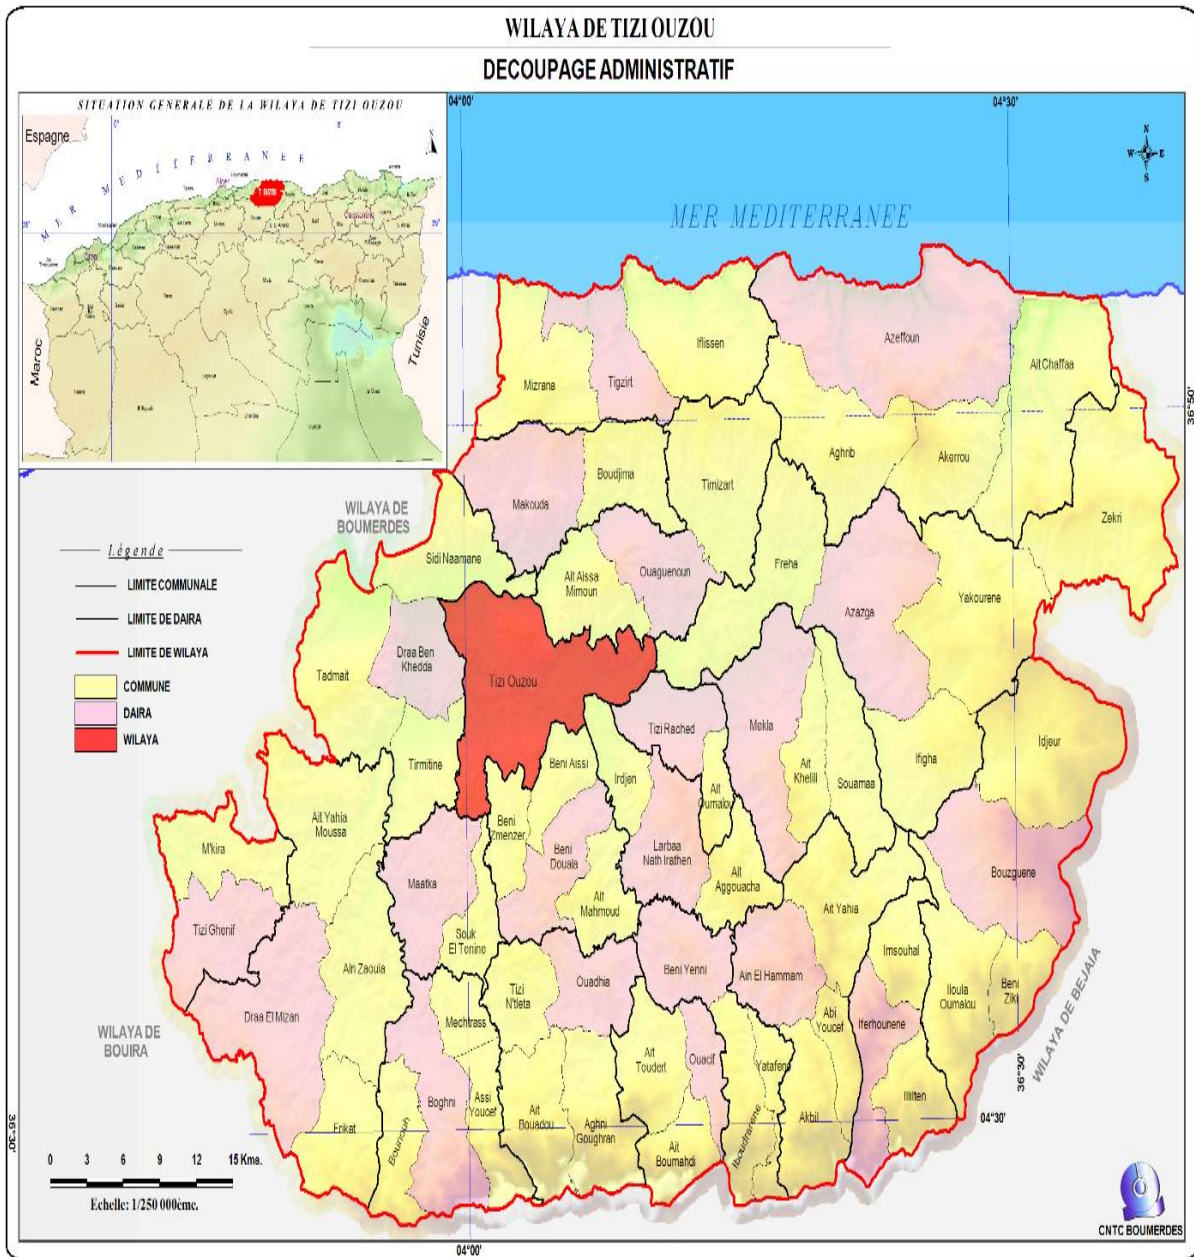 WILAYA DE TIZI OUZOU
DECOUPAGE ADMINISTRATIF
SITUATION GENERALE DE LA WILAYA DE TIZI OUZOU
0°
8°
Espagne
MER MEDITERRANEE
Alger
T. OUZOU
Constantine
Oran
Maroc
Tunisie
04°00'
04°30'
N
W E
S
MER MEDITERRANEE
Azeffoun
Iflissen
Ait Chaffaa
Mizrana
Tigzirt
36°50'
Aghrib
Akerrou
Boudjima
Timizart
Makouda
Zekri
WILAYA DE
BOUMERDES
Légende
LIMITE COMMUNALE
LIMITE DE DAIRA
LIMITE DE WILAYA
COMMUNE
DAIRA
WILAYA
Sidi Naamane
Ait Aissa
Mimoun
Ouaguenoun
Freha
Azazga
Yakourene
Draa Ben
Khedda
Tadmait
Tizi Ouzou
Tizi Rached
Mekla
Idjeur
Tirmitine
Beni Aissi
Irdjen
Ait
Oumalou
Ait
Khelili
Souamaa
Ifigha
Ait Yahia
Moussa
Beni
Zmenzer
M'kira
Beni
Douala
Larbaa
Nath Irathen
Ait
Aggouacha
Bouzguene
Maatka
Ait
Mahmoud
Ait Yahia
Tizi Ghenif
Souk
El Tenine
Imsouhal
Ain Zaouia
Tizi
N'tleta
Ouadhia
Beni Yenni
Ain El Hammam
Iloula
Oumalou
Beni
Ziki
Draa El Mizan
Mechtrass
Abi
Youcef
Iferhounene
WILAYA DE
BOUIRA
WILAYA DE BEJAIA
Ait
Toudert
Ouacif
Yatafene
Boghni
Assi
Youcef
Illilten
Akbil
Ait
Bouadou
Aghni
Goughran
Frikat
Bounouh
Ait
Boumahdi
Iboudrarene
36°30'
36°30'
04°30'
0 3 6 9 12 15 Kms.
Echelle: 1/250 000ème.
04°00'
CNTC BOUMERDES